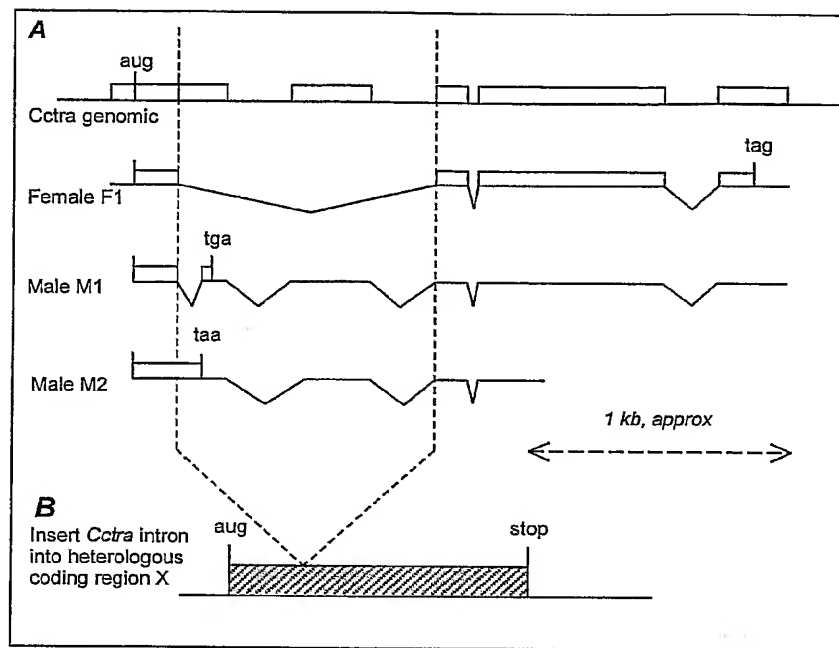 A
aug
Cctra genomic
tag
Female F1
tga
Male M1
taa
Male M2
1 kb, approx
B
Insert Cctra intron
into heterologous
coding region X
aug
stop